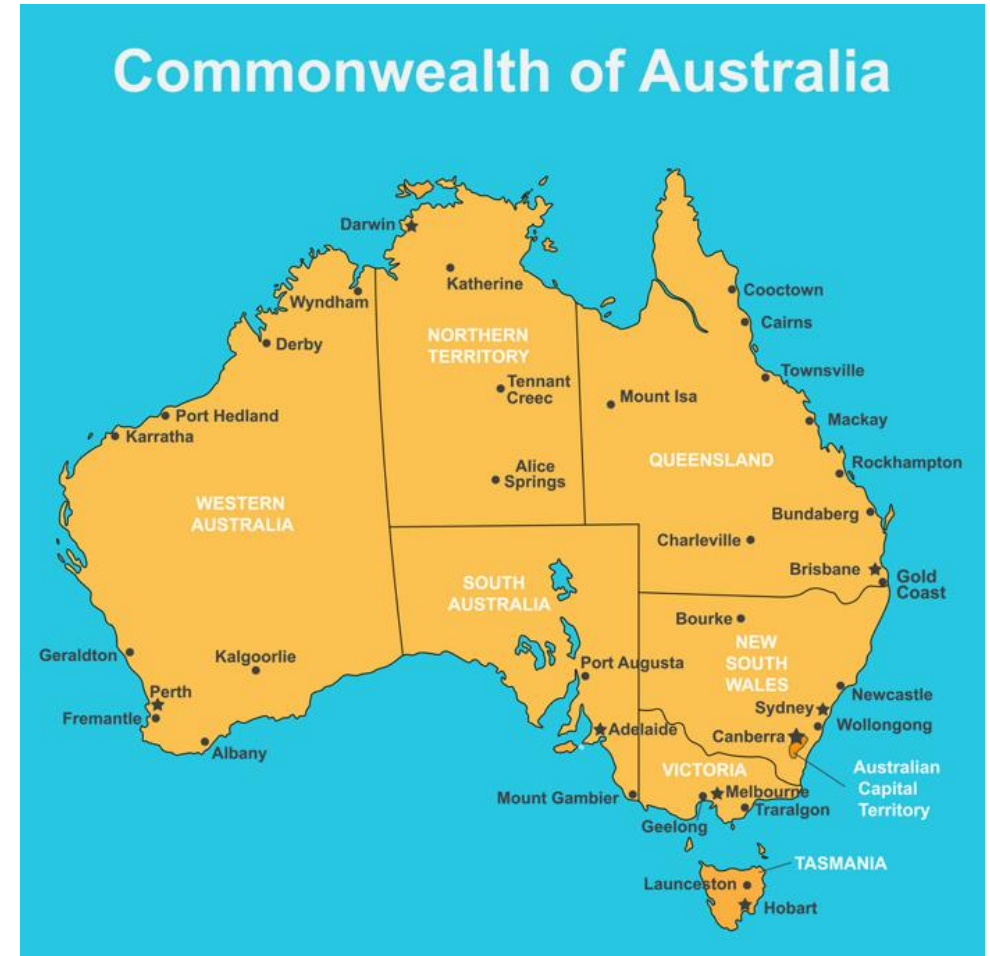 Commonwealth of Australia
Darwin
Katherine
Wyndham
Cooctown
Cairns
Derby
NORTHERN
TERRITORY
Townsville
Tennant
Creec
Mount Isa
Port Hedland
Mackay
Karratha
QUEENSLAND
Rockhampton
Alice
Springs
WESTERN
AUSTRALIA
Bundaberg
Charleville
Brisbane
Gold
Coast
SOUTH
AUSTRALIA
Bourke
NEW
SOUTH
WALES
Geraldton
Kalgoorlie
Port Augusta
Perth
Newcastle
Sydney
Fremantle
Wollongong
Adelaide
Canberra
Albany
VICTORIA
Australian
Capital
Territory
Mount Gambier
Melbourne
Traralgon
Geelong
TASMANIA
Launceston
Hobart